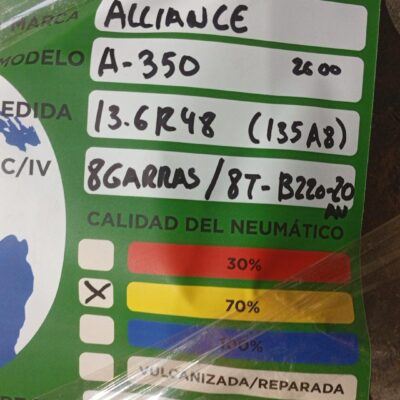 MARCA ALLIANCE
MODELO A-350 2600
EDIDA 13.6R48 (135A8)
C/IV 8GARRAS/8T-B220-20
CALIDAD DEL NEUMÁTICO
30%
X 70%
100%
VULCANIZADA/REPARADA